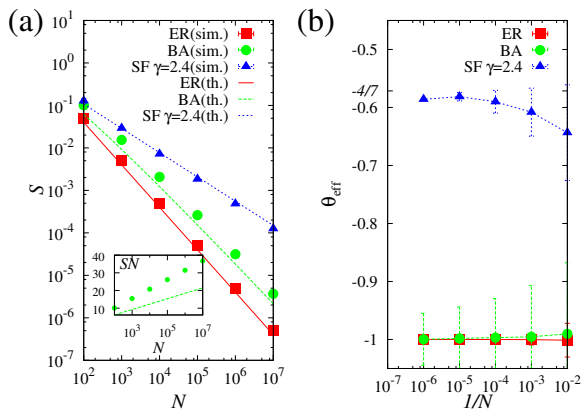 (a)
S
ER(sim.)
BA(sim.)
SF γ=2.4(sim.)
ER(th.)
BA(th.)
SF γ=2.4(th.)
10^0
10^-1
10^-2
10^-3
10^-4
10^-5
10^-6
10^-7
S
40
30
20
10
SN
10^3 10^5 10^7
N
10^2 10^3 10^4 10^5 10^6 10^7
N
(b)
ER
BA
SF γ=2.4
-0.5
-4/7
-0.6
-0.7
-0.8
-0.9
-1
θeff
10^-7 10^-6 10^-5 10^-4 10^-3 10^-2
1/N